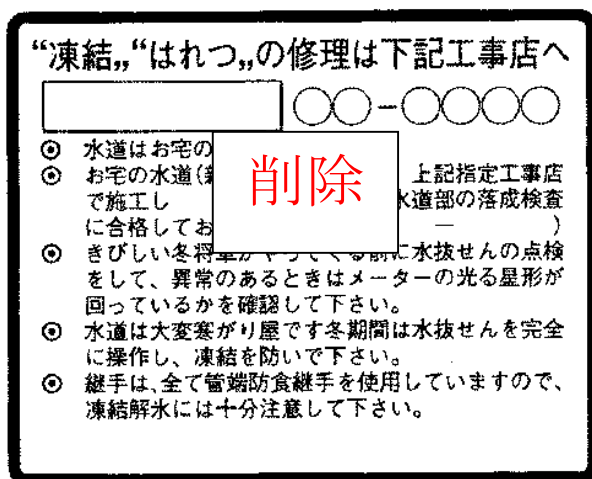 “凍結„“はれつ„の修理は下記工事店へ
○○-○○○○
◉ 水道はお宅の
◉ お宅の水道( 上記指定工事店
で施工し 水道部の落成検査
に合格してお ― )
削除
◉ きびしい冬将軍がやってくる前に水抜せんの点検
をして、異常のあるときはメーターの光る星形が
回っているかを確認して下さい。
◉ 水道は大変寒がり屋です冬期間は水抜せんを完全
に操作し、凍結を防いで下さい。
◉ 継手は、全て管端防食継手を使用していますので、
凍結解氷には十分注意して下さい。